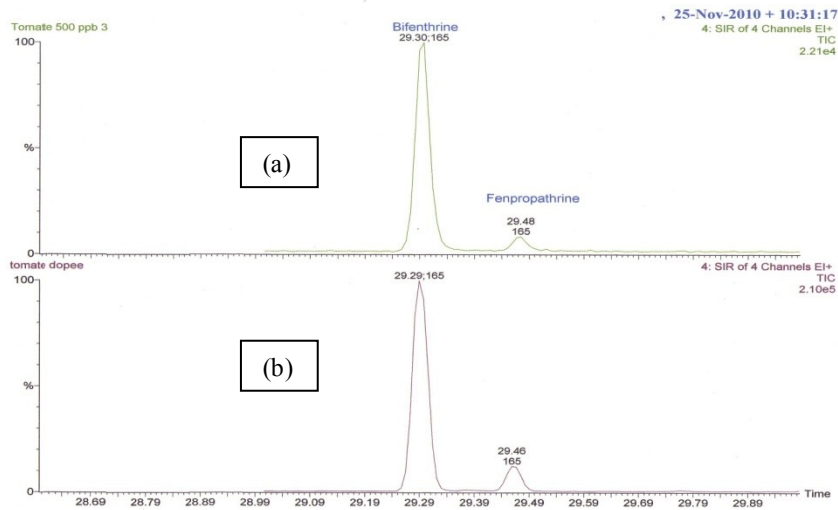 , 25-Nov-2010 + 10:31:17
Tomate 500 ppb 3
4: SIR of 4 Channels EI+
TIC
2.21e4
Bifenthrine
29.30;165
100
%
0
(a)
Fenpropathrine
29.48
165
tomate dopee
4: SIR of 4 Channels EI+
TIC
2.10e5
29.29;165
100
%
0
(b)
29.46
165
28.69 28.79 28.89 28.99 29.09 29.19 29.29 29.39 29.49 29.59 29.69 29.79 29.89 Time